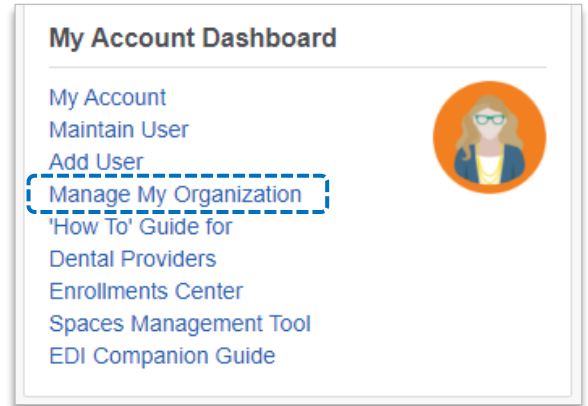 My Account Dashboard
My Account
Maintain User
Add User
Manage My Organization
'How To' Guide for
Dental Providers
Enrollments Center
Spaces Management Tool
EDI Companion Guide